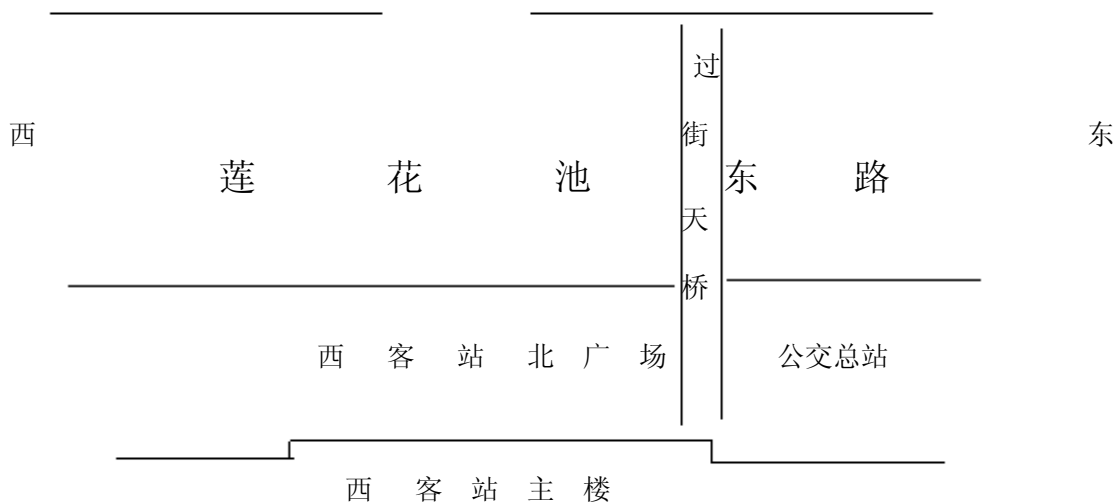 过街天桥
西
东
莲花池东路
西客站北广场
公交总站
西客站主楼